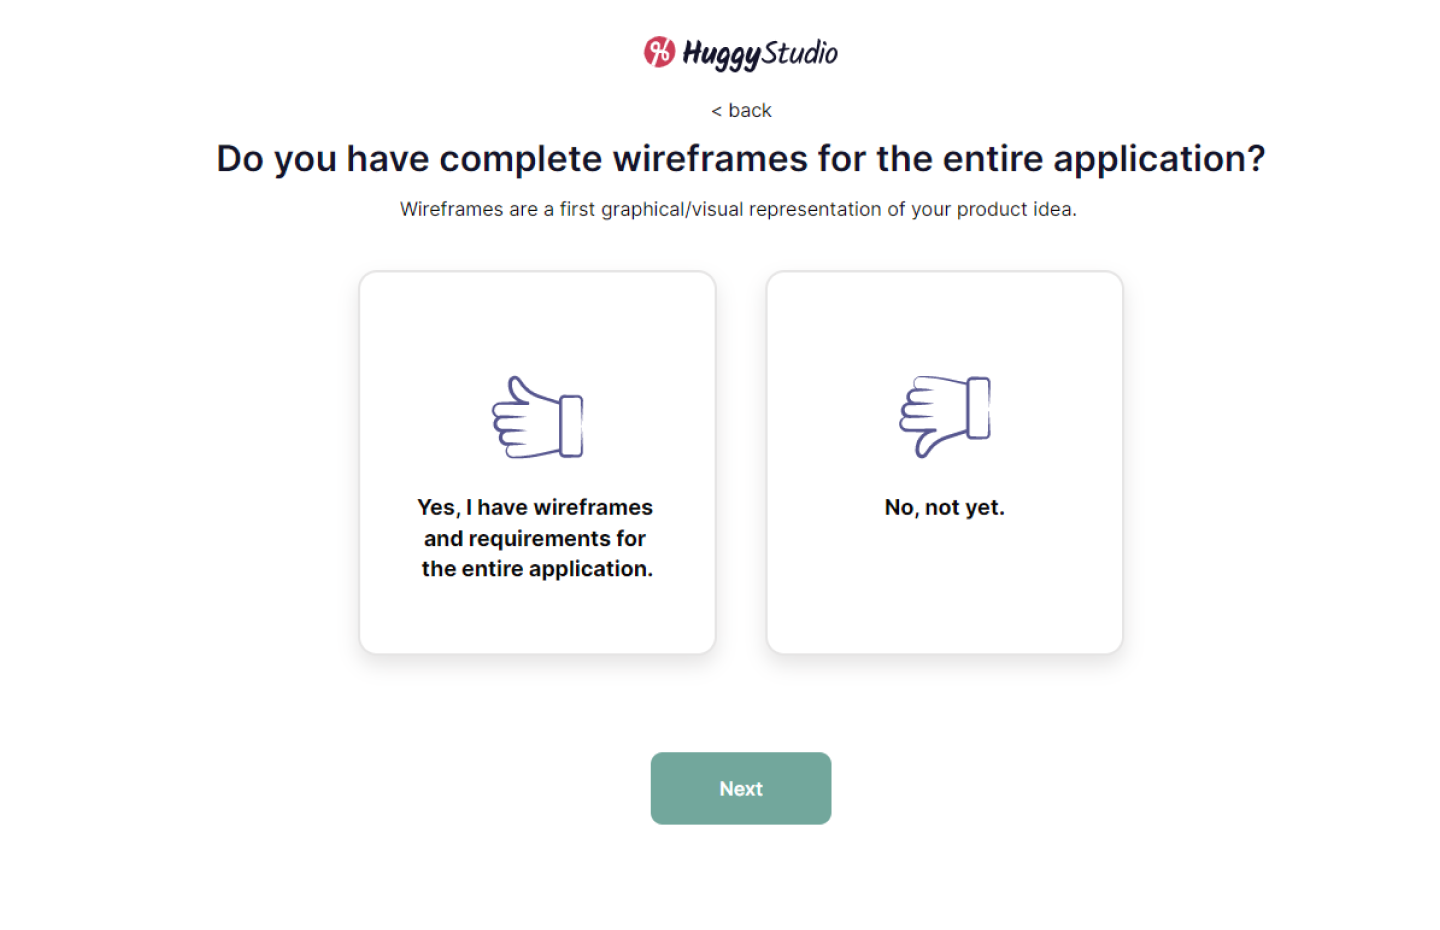 HuggyStudio
< back
Do you have complete wireframes for the entire application?
Wireframes are a first graphical/visual representation of your product idea.
Yes, I have wireframes
and requirements for
the entire application.
No, not yet.
Next